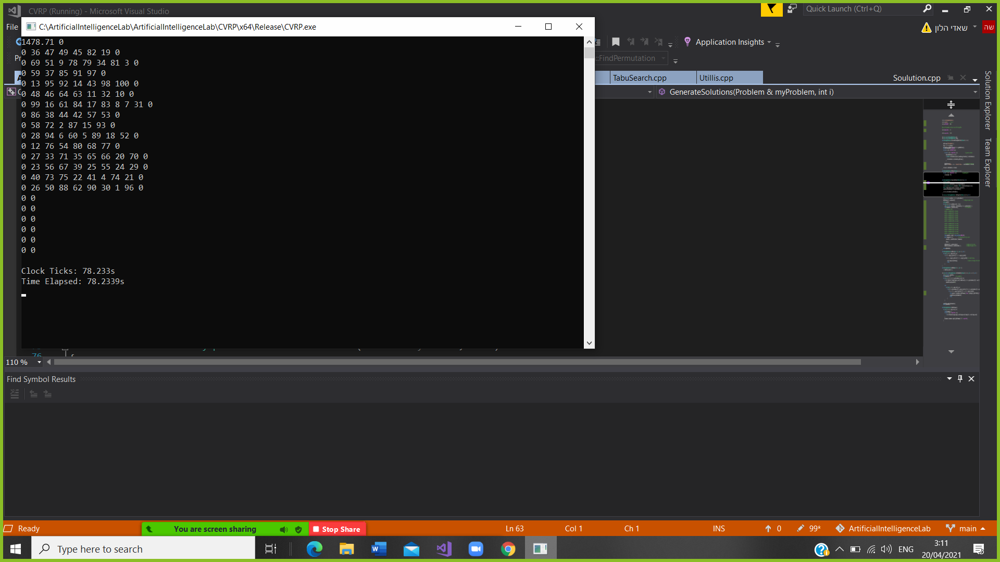 CVRP (Running) - Microsoft Visual Studio
Quick Launch (Ctrl+Q)
File
C:\ArtificialIntelligenceLab\ArtificialIntelligenceLab\CVRP\x64\Release\CVRP.exe
שאדי הלון
שה
Application Insights
Pr
::FindPermutation
TabuSearch.cpp
Utillis.cpp
Soulution.cpp
GenerateSolutions(Problem & myProblem, int i)
Solution Explorer
Team Explorer
1478.71 0
0 36 47 49 45 82 19 0
0 69 51 9 78 79 34 81 3 0
0 59 37 85 91 97 0
0 13 95 92 14 43 98 100 0
0 48 46 64 63 11 32 10 0
0 99 16 61 84 17 83 8 7 31 0
0 86 38 44 42 57 53 0
0 58 72 2 87 15 93 0
0 28 94 6 60 5 89 18 52 0
0 12 76 54 80 68 77 0
0 27 33 71 35 65 66 20 70 0
0 23 56 67 39 25 55 24 29 0
0 40 73 75 22 41 4 74 21 0
0 26 50 88 62 90 30 1 96 0
0 0
0 0
0 0
0 0
0 0
0 0
Clock Ticks: 78.233s
Time Elapsed: 78.2339s
76
110 %
Find Symbol Results
Ready
You are screen sharing
Stop Share
Ln 63
Col 1
Ch 1
INS
0
99*
ArtificialIntelligenceLab
main
Type here to search
ENG
3:11
20/04/2021